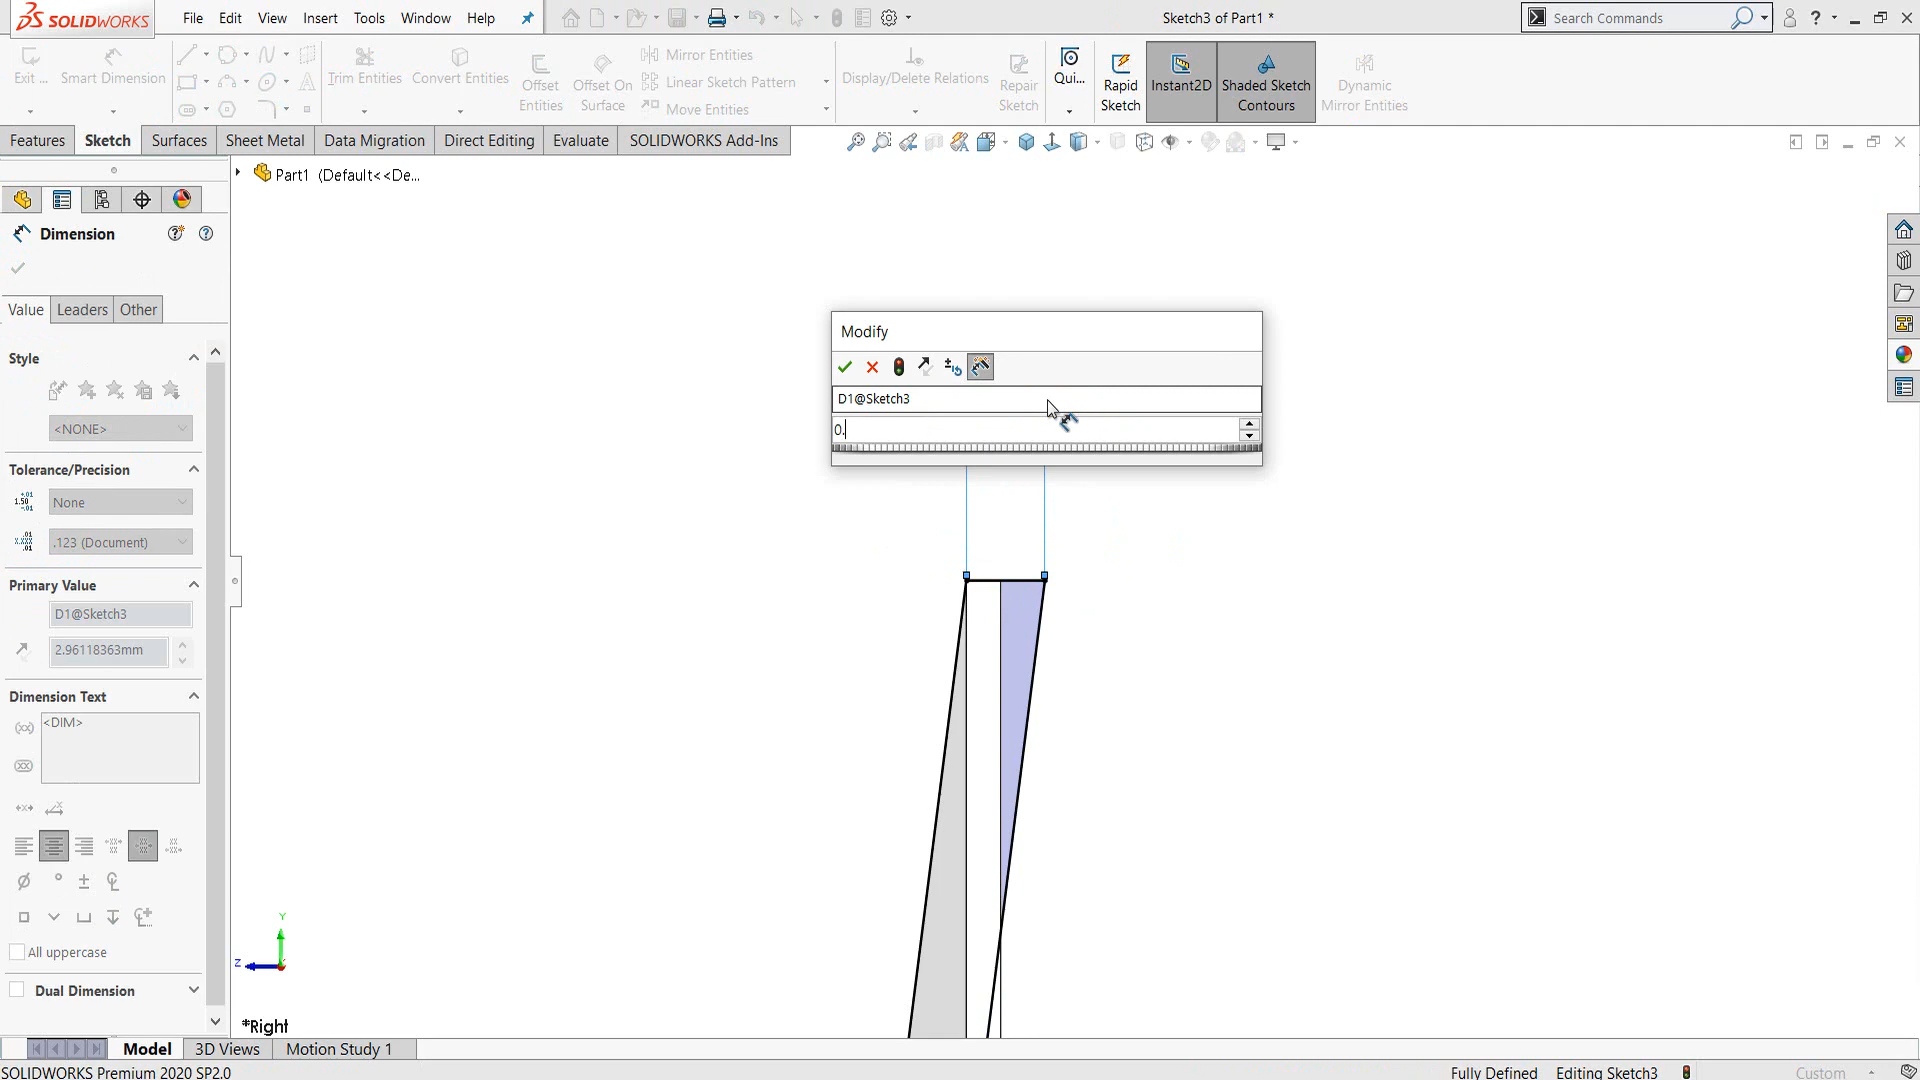 SOLIDWORKS
File Edit View Insert Tools Window Help
Sketch3 of Part1 *
Search Commands
Exit ...
Smart Dimension
Trim Entities
Convert Entities
Offset Entities
Offset On Surface
Mirror Entities
Linear Sketch Pattern
Move Entities
Display/Delete Relations
Repair Sketch
Qui...
Rapid Sketch
Instant2D
Shaded Sketch Contours
Dynamic Mirror Entities
Features Sketch Surfaces Sheet Metal Data Migration Direct Editing Evaluate SOLIDWORKS Add-Ins
Part1 (Default<<De...
Dimension
Value Leaders Other
Style
<NONE>
Tolerance/Precision
None
.123 (Document)
Primary Value
D1@Sketch3
2.96118363mm
Dimension Text
<DIM>
All uppercase
Dual Dimension
Modify
D1@Sketch3
0.
Y
Z
*Right
Model 3D Views Motion Study 1
SOLIDWORKS Premium 2020 SP2.0
Fully Defined Editing Sketch3 Custom